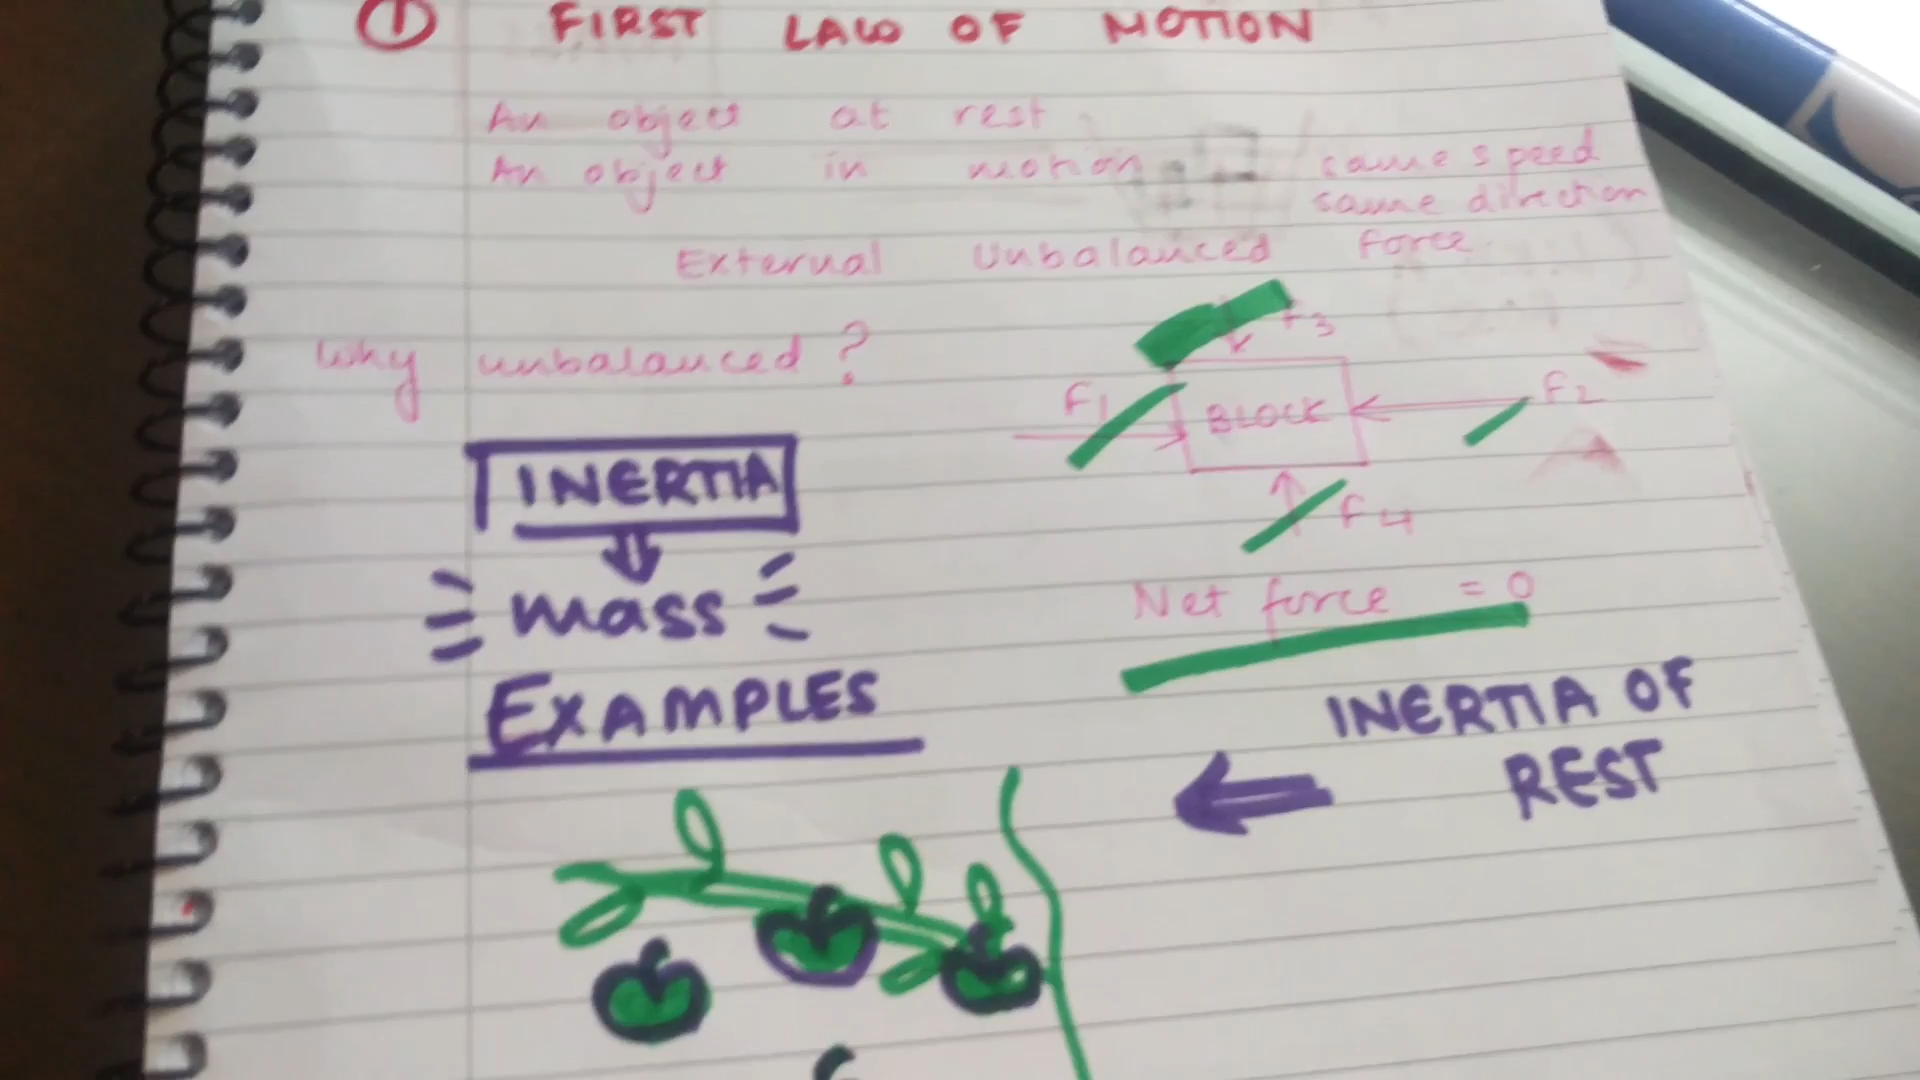 ① FIRST LAW OF MOTION
An object at rest
An object in motion same speed
same direction
External Unbalanced force
Why unbalanced?
F3
F1 BLOCK F2
F4
INERTIA
mass
Net force = 0
EXAMPLES
INERTIA OF
REST